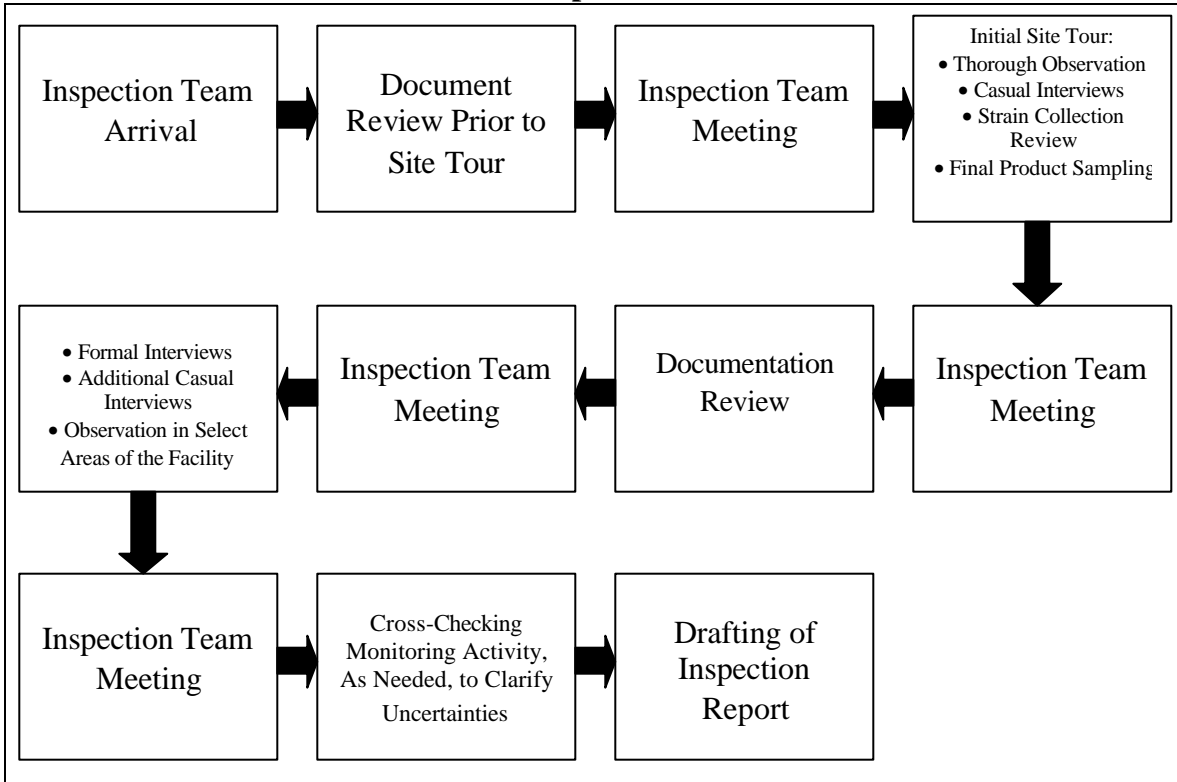 Inspection Team
Arrival
Document
Review Prior to
Site Tour
Inspection Team
Meeting
Initial Site Tour:
• Thorough Observation
• Casual Interviews
• Strain Collection
Review
• Final Product Sampling
• Formal Interviews
• Additional Casual
Interviews
• Observation in Select
Areas of the Facility
Inspection Team
Meeting
Documentation
Review
Inspection Team
Meeting
Inspection Team
Meeting
Cross-Checking
Monitoring Activity,
As Needed, to Clarify
Uncertainties
Drafting of
Inspection
Report